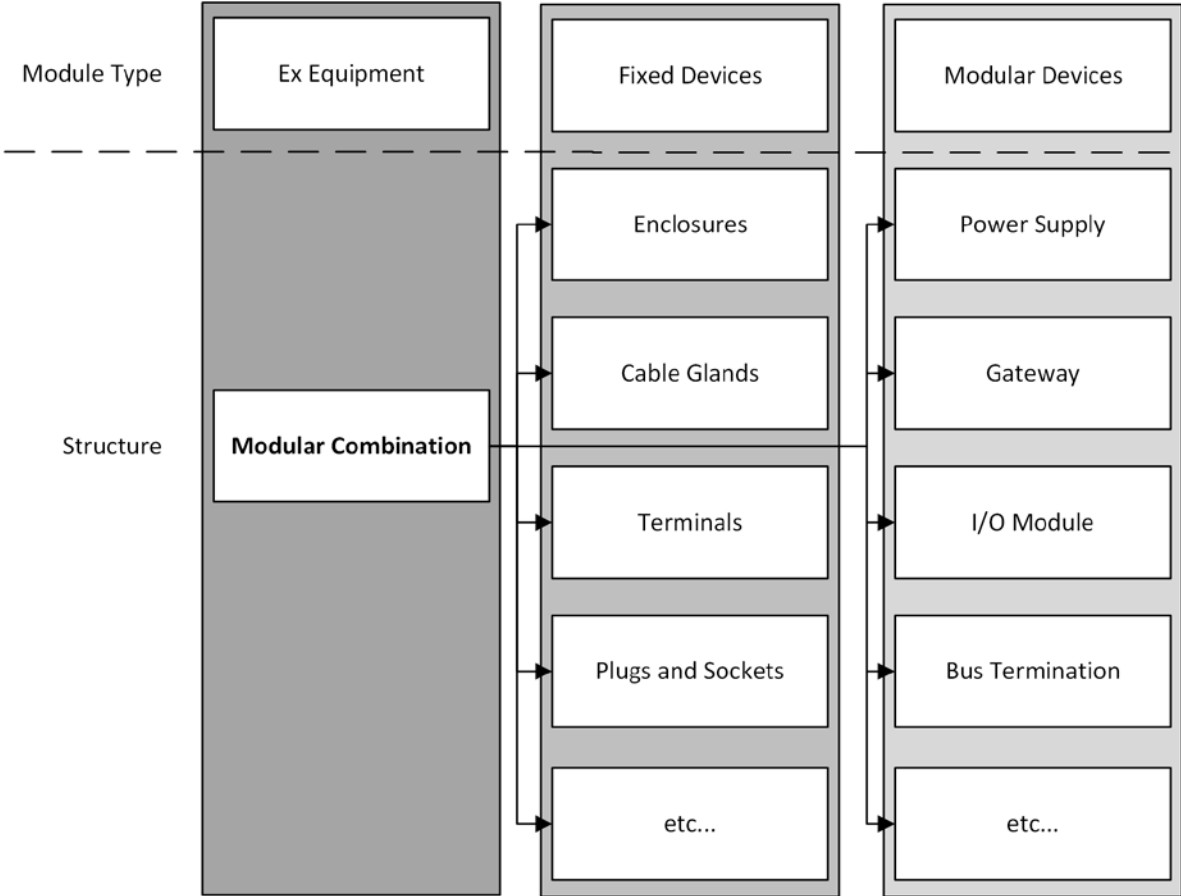 Module Type
Ex Equipment
Fixed Devices
Modular Devices
Enclosures
Power Supply
Cable Glands
Gateway
Structure
Modular Combination
Terminals
I/O Module
Plugs and Sockets
Bus Termination
etc...
etc...